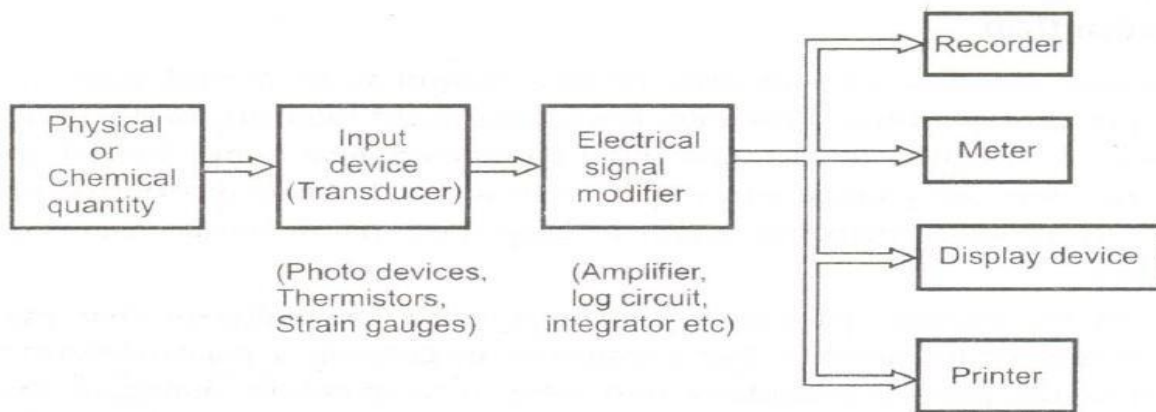 Physical
or
Chemical
quantity
Input
device
(Transducer)
(Photo devices,
Thermistors,
Strain gauges)
Electrical
signal
modifier
(Amplifier,
log circuit,
integrator etc)
Recorder
Meter
Display device
Printer